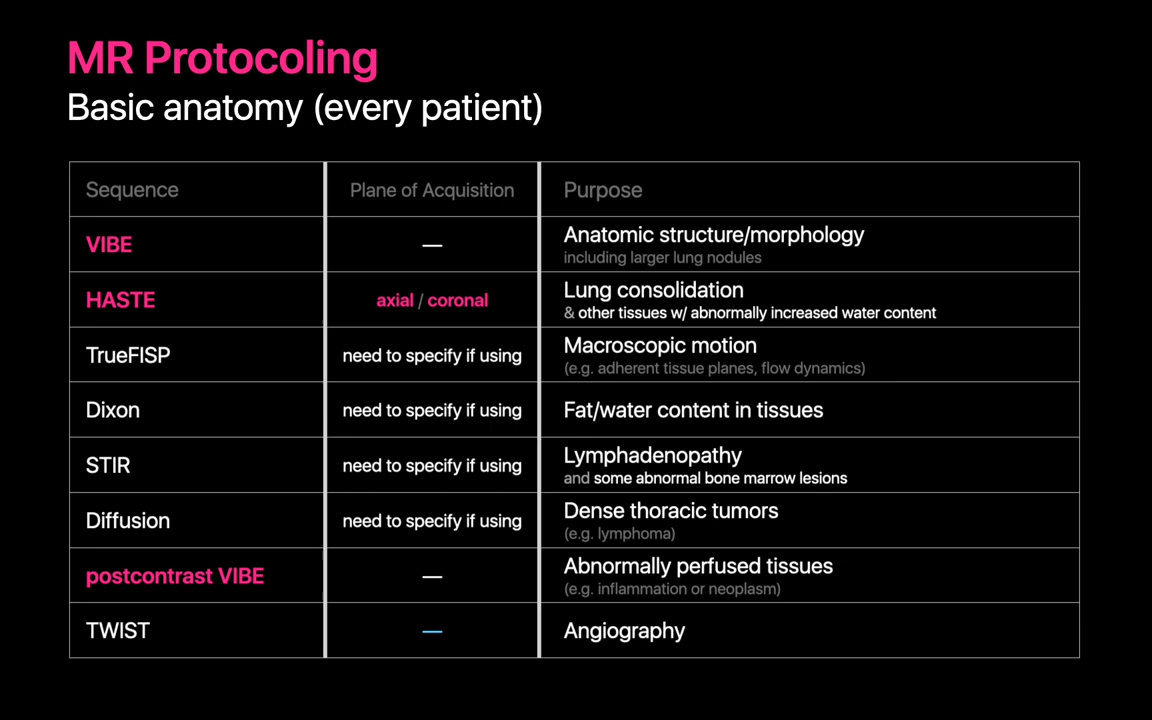 MR Protocoling
Basic anatomy (every patient)
Sequence
Plane of Acquisition
Purpose
VIBE
—
Anatomic structure/morphology
including larger lung nodules
HASTE
axial / coronal
Lung consolidation
& other tissues w/ abnormally increased water content
TrueFISP
need to specify if using
Macroscopic motion
(e.g. adherent tissue planes, flow dynamics)
Dixon
need to specify if using
Fat/water content in tissues
STIR
need to specify if using
Lymphadenopathy
and some abnormal bone marrow lesions
Diffusion
need to specify if using
Dense thoracic tumors
(e.g. lymphoma)
postcontrast VIBE
—
Abnormally perfused tissues
(e.g. inflammation or neoplasm)
TWIST
—
Angiography